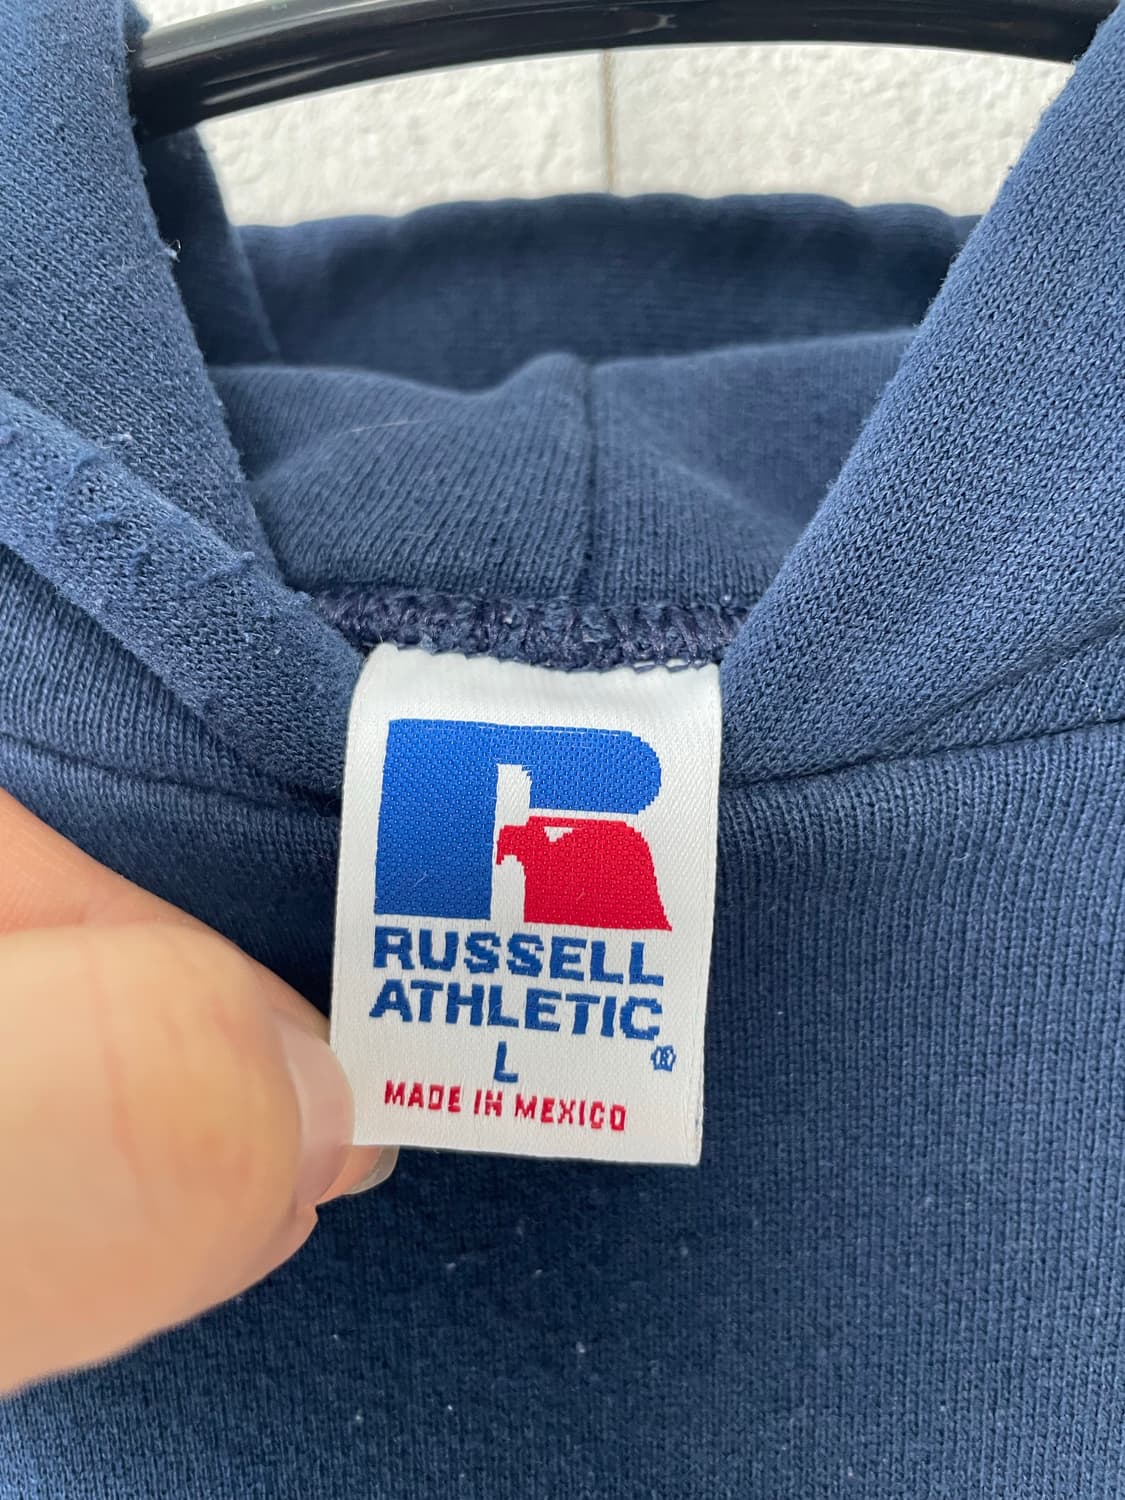 R
RUSSELL
ATHLETIC
®
L
MADE IN MEXICO